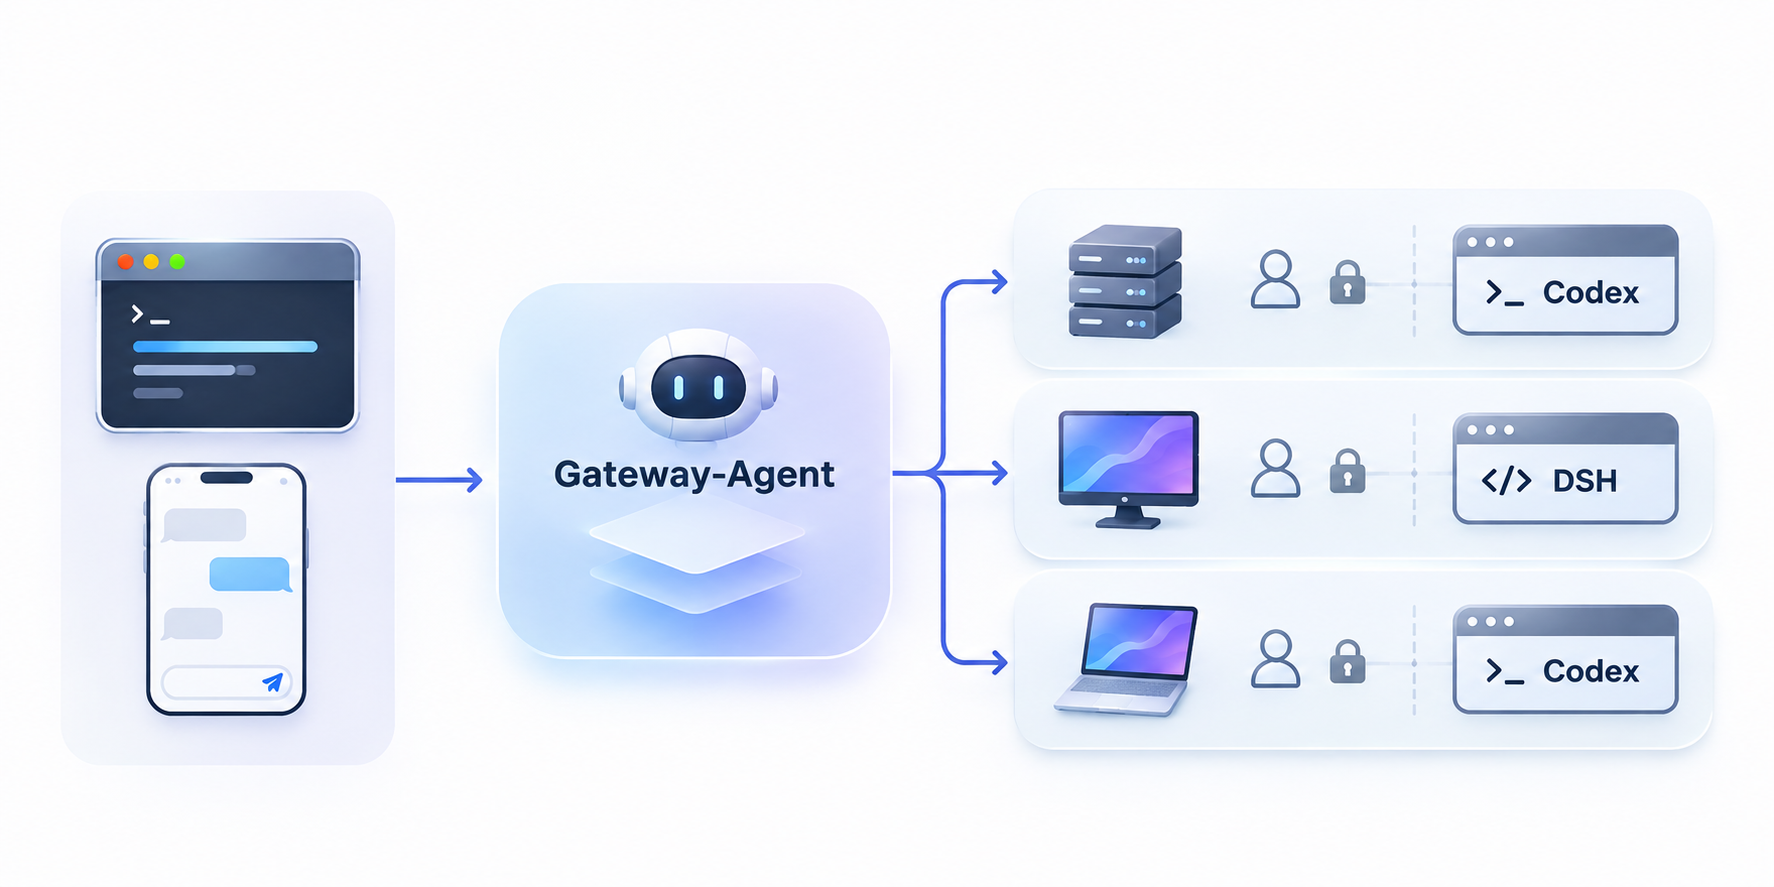 >_
Gateway-Agent
>_ Codex
</> DSH
>_ Codex